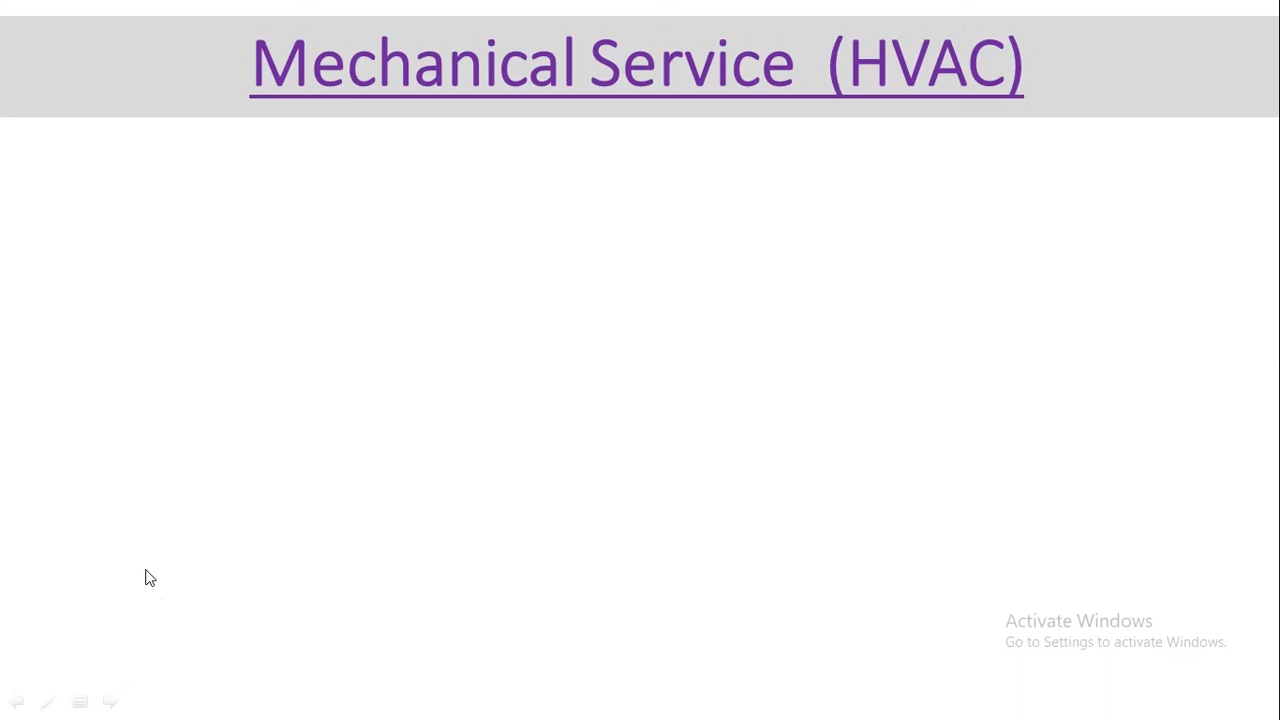 Mechanical Service (HVAC)
Activate Windows
Go to Settings to activate Windows.